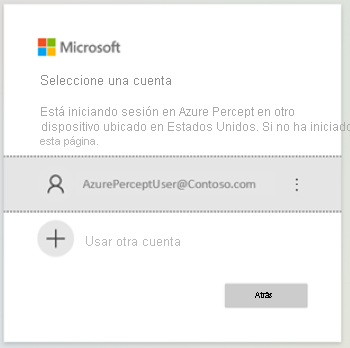 Microsoft
Seleccione una cuenta
Está iniciando sesión en Azure Percept en otro
dispositivo ubicado en Estados Unidos. Si no ha iniciado
esta página.
AzurePerceptUser@Contoso.com
Usar otra cuenta
Atrás